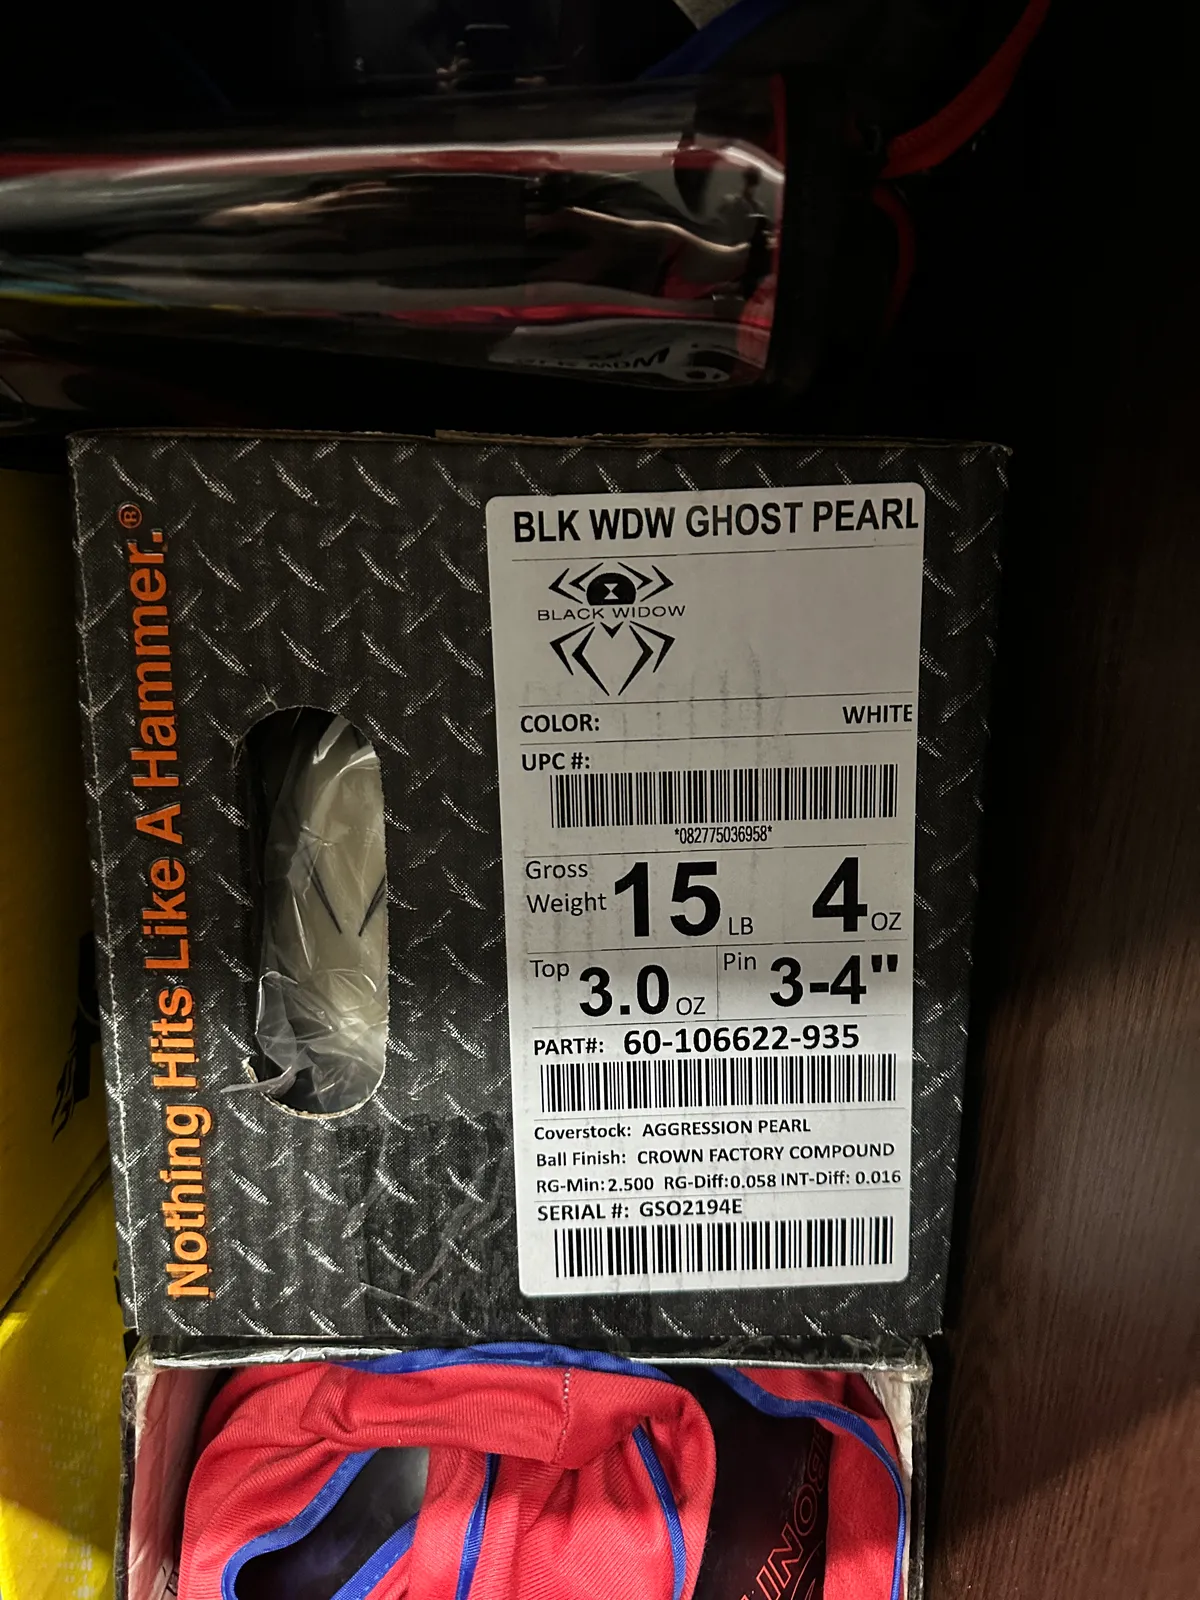 BLK WDM
Nothing Hits Like A Hammer.®
BLK WDW GHOST PEARL
BLACK WIDOW
COLOR: WHITE
UPC #:
*082775036958*
Gross Weight 15 LB 4 OZ
Top 3.0 OZ Pin 3-4"
PART#: 60-106622-935
Coverstock: AGGRESSION PEARL
Ball Finish: CROWN FACTORY COMPOUND
RG-Min: 2.500 RG-Diff: 0.058 INT-Diff: 0.016
SERIAL #: GSO2194E